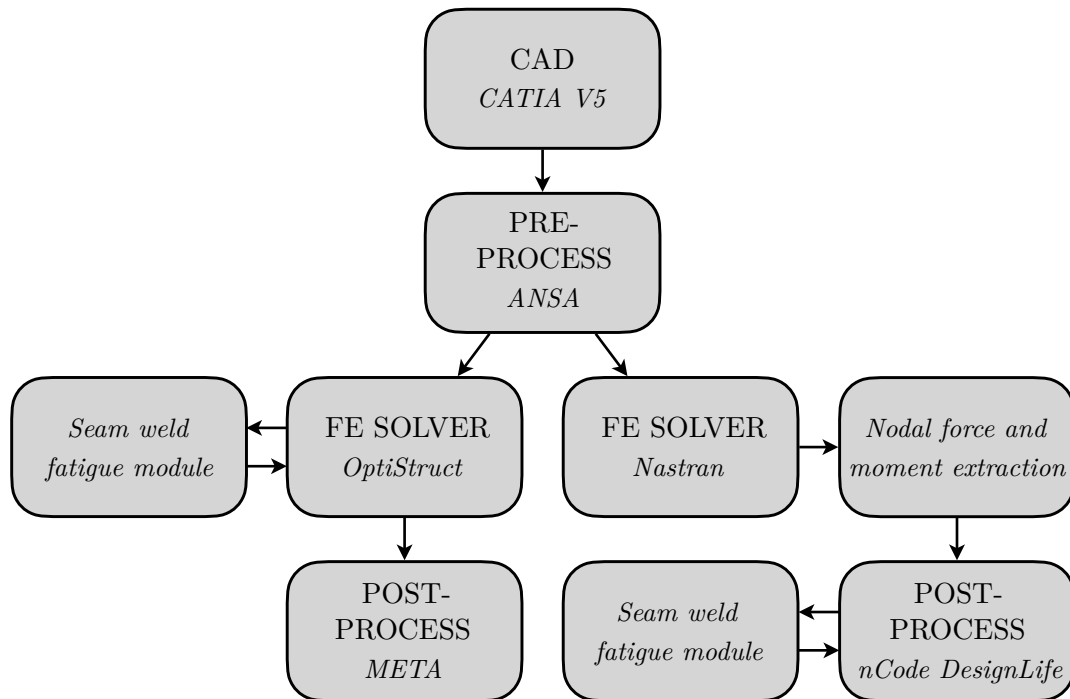 CAD
CATIA V5
PRE-
PROCESS
ANSA
Seam weld
fatigue module
FE SOLVER
OptiStruct
FE SOLVER
Nastran
Nodal force and
moment extraction
POST-
PROCESS
META
Seam weld
fatigue module
POST-
PROCESS
nCode DesignLife